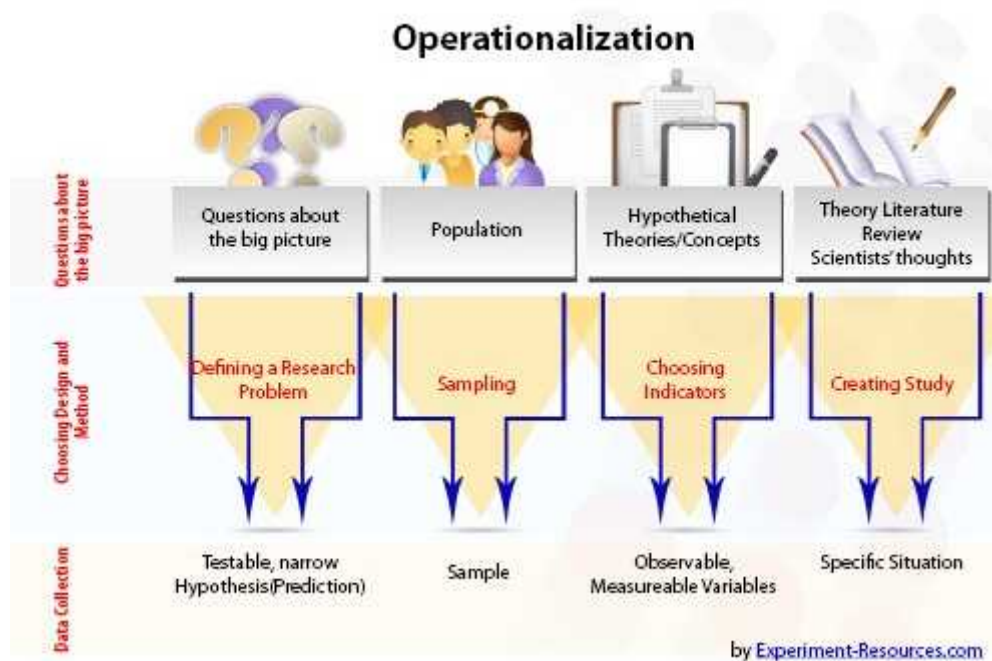 Operationalization
Questions about
the big picture
Questions about
the big picture
Population
Hypothetical
Theories/Concepts
Theory Literature
Review
Scientists' thoughts
Choosing Design and
Method
Defining a Research
Problem
Sampling
Choosing
Indicators
Creating Study
Data Collection
Testable, narrow
Hypothesis(Prediction)
Sample
Observable,
Measureable Variables
Specific Situation
by Experiment-Resources.com